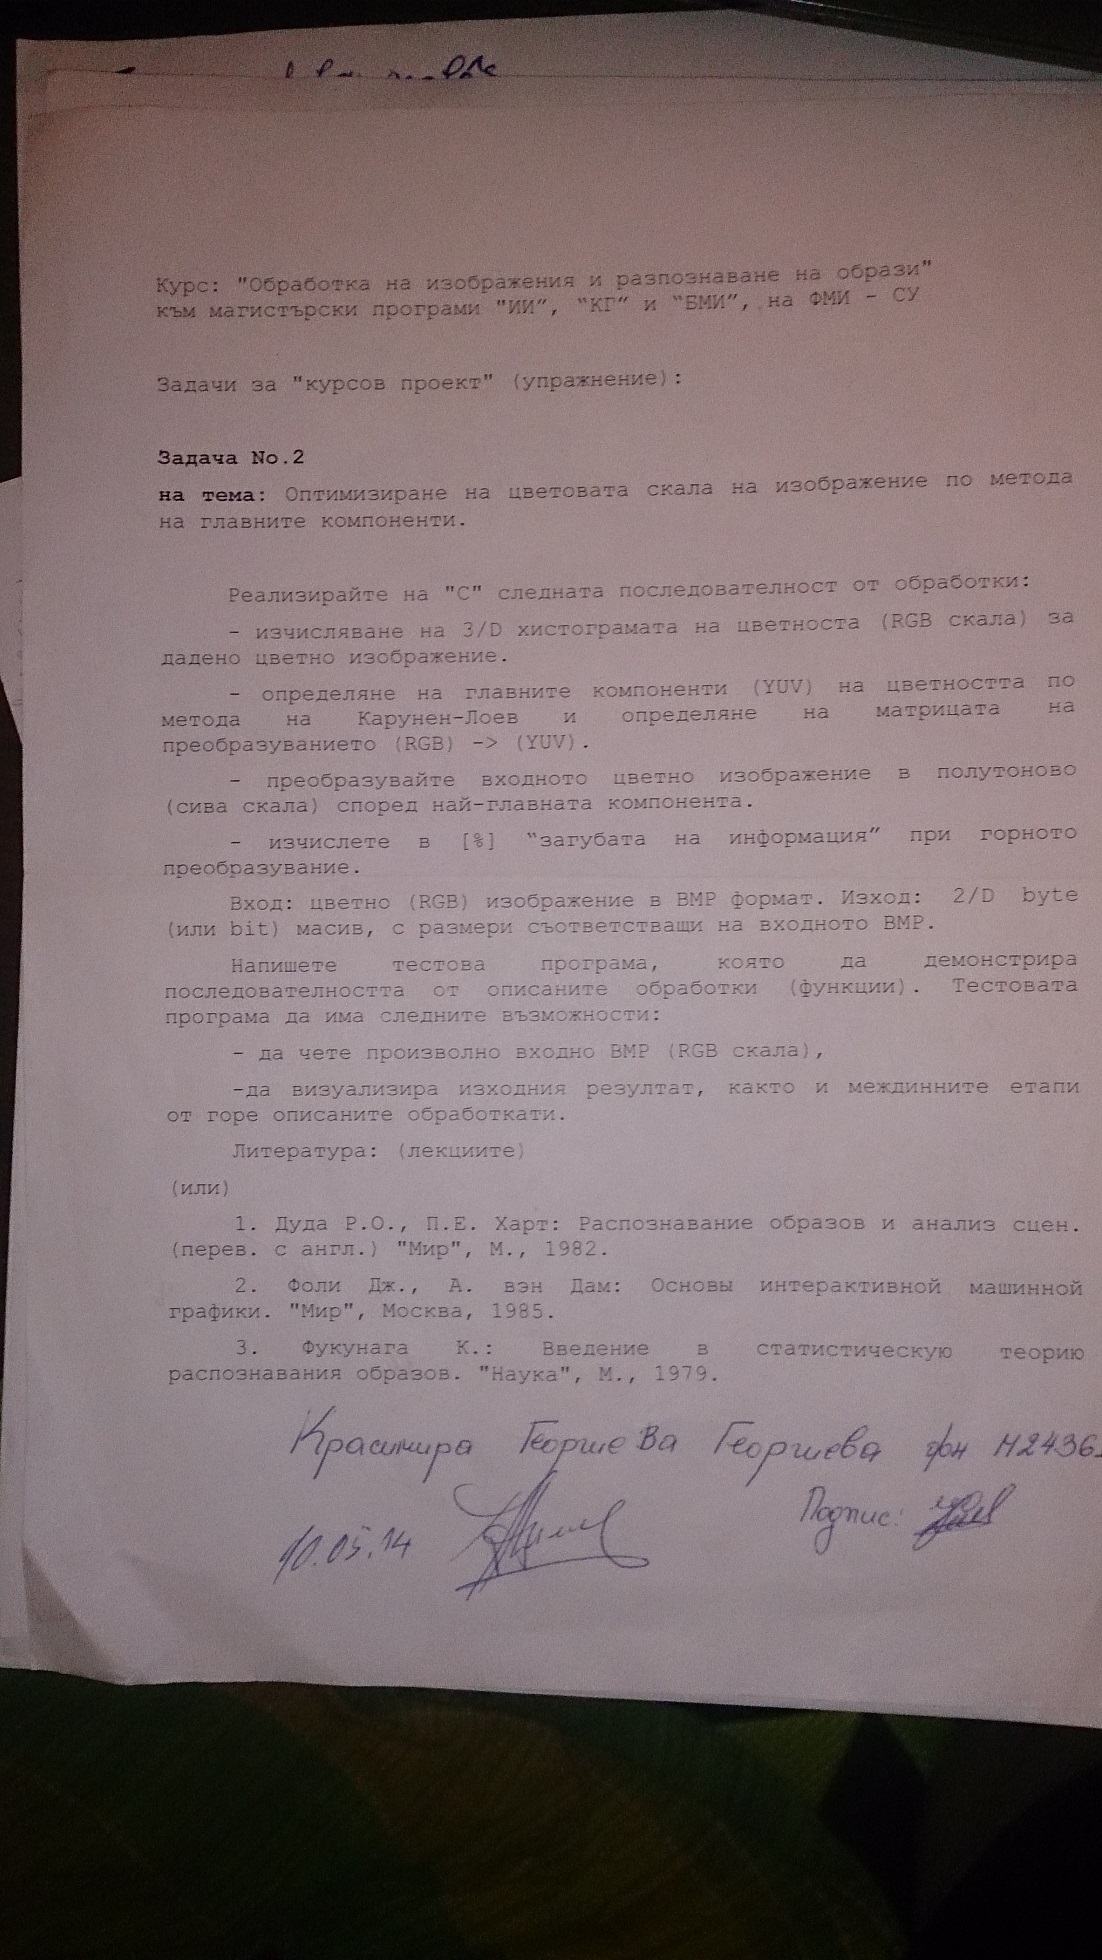 Курс: "Обработка на изображения и разпознаване на образи"
към магистърски програми "ИИ", "КГ" и "БМИ", на ФМИ - СУ
Задачи за "курсов проект" (упражнение):
Задача No.2
на тема: Оптимизиране на цветовата скала на изображение по метода
на главните компоненти.
Реализирайте на "C" следната последователност от обработки:
- изчисляване на 3/D хистограмата на цветноста (RGB скала) за
дадено цветно изображение.
- определяне на главните компоненти (YUV) на цветността по
метода на Карунен-Лоев и определяне на матрицата на
преобразуванието (RGB) -> (YUV).
- преобразувайте входното цветно изображение в полутоново
(сива скала) според най-главната компонента.
- изчислете в [%] "загубата на информация" при горното
преобразувание.
Вход: цветно (RGB) изображение в BMP формат. Изход: 2/D byte
(или bit) масив, с размери съответстващи на входното BMP.
Напишете тестова програма, която да демонстрира
последователността от описаните обработки (функции). Тестовата
програма да има следните възможности:
- да чете произволно входно BMP (RGB скала),
-да визуализира изходния резултат, както и междинните етапи
от горе описаните обработкати.
Литература: (лекциите)
(или)
1. Дуда Р.О., П.Е. Харт: Распознавание образов и анализ сцен.
(перев. с англ.) "Мир", М., 1982.
2. Фоли Дж., А. вэн Дам: Основы интерактивной машинной
графики. "Мир", Москва, 1985.
3. Фукунага К.: Введение в статистическую теорию
распознавания образов. "Наука", М., 1979.
Красимира Георгиева Георгиева фн М2436
10.05.14 Подпис: